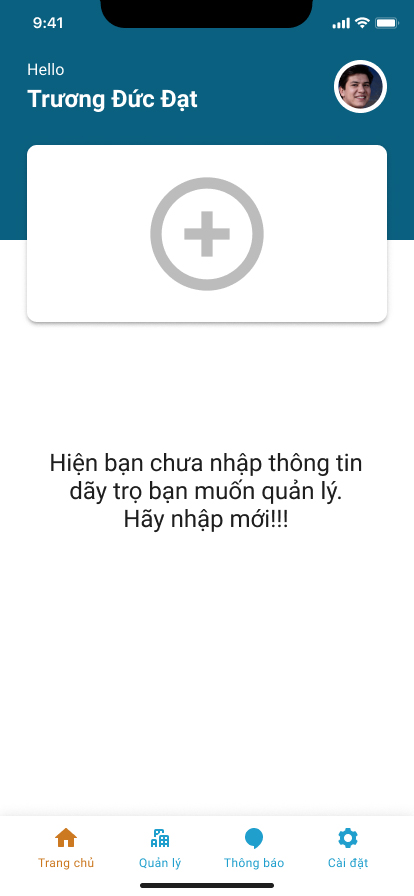 9:41
Hello
Trương Đức Đạt
Hiện bạn chưa nhập thông tin
dãy trọ bạn muốn quản lý.
Hãy nhập mới!!!
Trang chủ
Quản lý
Thông báo
Cài đặt